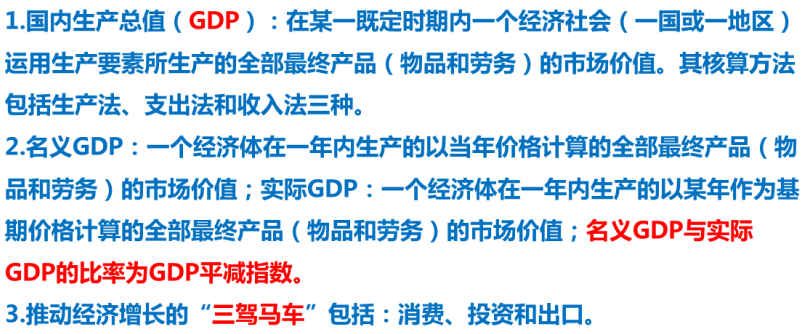 1.国内生产总值（GDP）：在某一既定时期内一个经济社会（一国或一地区）
运用生产要素所生产的全部最终产品（物品和劳务）的市场价值。其核算方法
包括生产法、支出法和收入法三种。
2.名义GDP：一个经济体在一年内生产的以当年价格计算的全部最终产品（物
品和劳务）的市场价值；实际GDP：一个经济体在一年内生产的以某年作为基
期价格计算的全部最终产品（物品和劳务）的市场价值；名义GDP与实际
GDP的比率为GDP平减指数。
3.推动经济增长的“三驾马车”包括：消费、投资和出口。